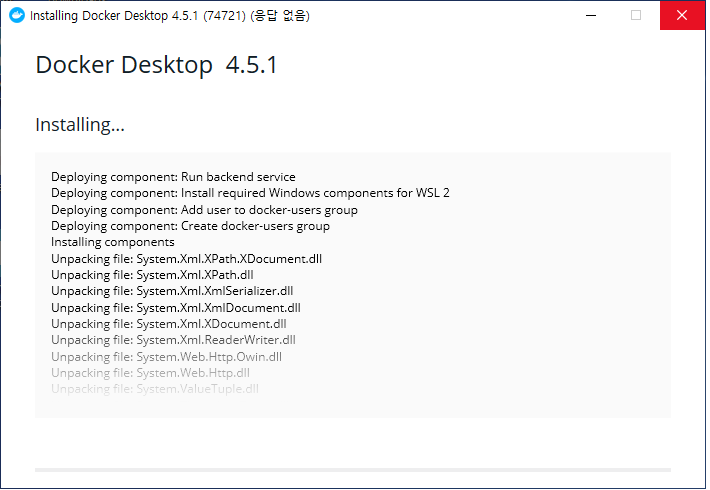 Installing Docker Desktop 4.5.1 (74721) (응답 없음)
Docker Desktop 4.5.1
Installing...
Deploying component: Run backend service
Deploying component: Install required Windows components for WSL 2
Deploying component: Add user to docker-users group
Deploying component: Create docker-users group
Installing components
Unpacking file: System.Xml.XPath.XDocument.dll
Unpacking file: System.Xml.XPath.dll
Unpacking file: System.Xml.XmlSerializer.dll
Unpacking file: System.Xml.XmlDocument.dll
Unpacking file: System.Xml.XDocument.dll
Unpacking file: System.Xml.ReaderWriter.dll
Unpacking file: System.Web.Http.Owin.dll
Unpacking file: System.Web.Http.dll
Unpacking file: System.ValueTuple.dll